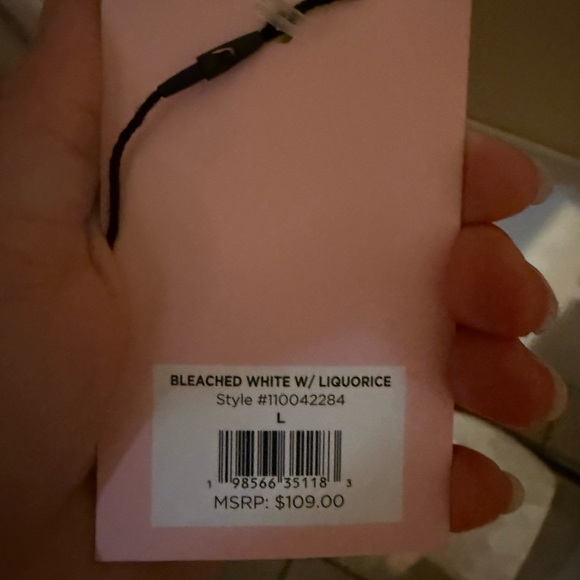 BLEACHED WHITE W/ LIQUORICE
Style #110042284
L
1 98566 35118 3
MSRP: $109.00